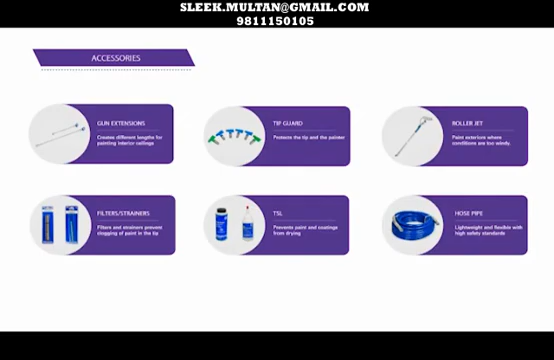 SLEEK.MULTAN@GMAIL.COM
9811150105
ACCESSORIES
GUN EXTENSIONS
Creates different lengths for
painting interior ceilings
TIP GUARD
Protects the tip and the painter
ROLLER JET
Paint exteriors where
conditions are too windy.
FILTERS/STRAINERS
Filters and strainers prevent
clogging of paint in the tip
TSL
Prevents paint and coatings
from drying
HOSE PIPE
Lightweight and flexible with
high safety standards